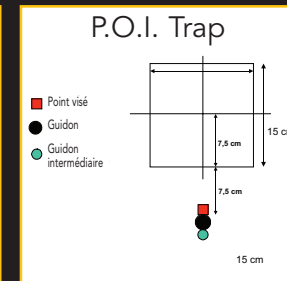 P.O.I. Trap
Point visé
Guidon
Guidon
intermédiaire
7,5 cm
15 cm
7,5 cm
15 cm